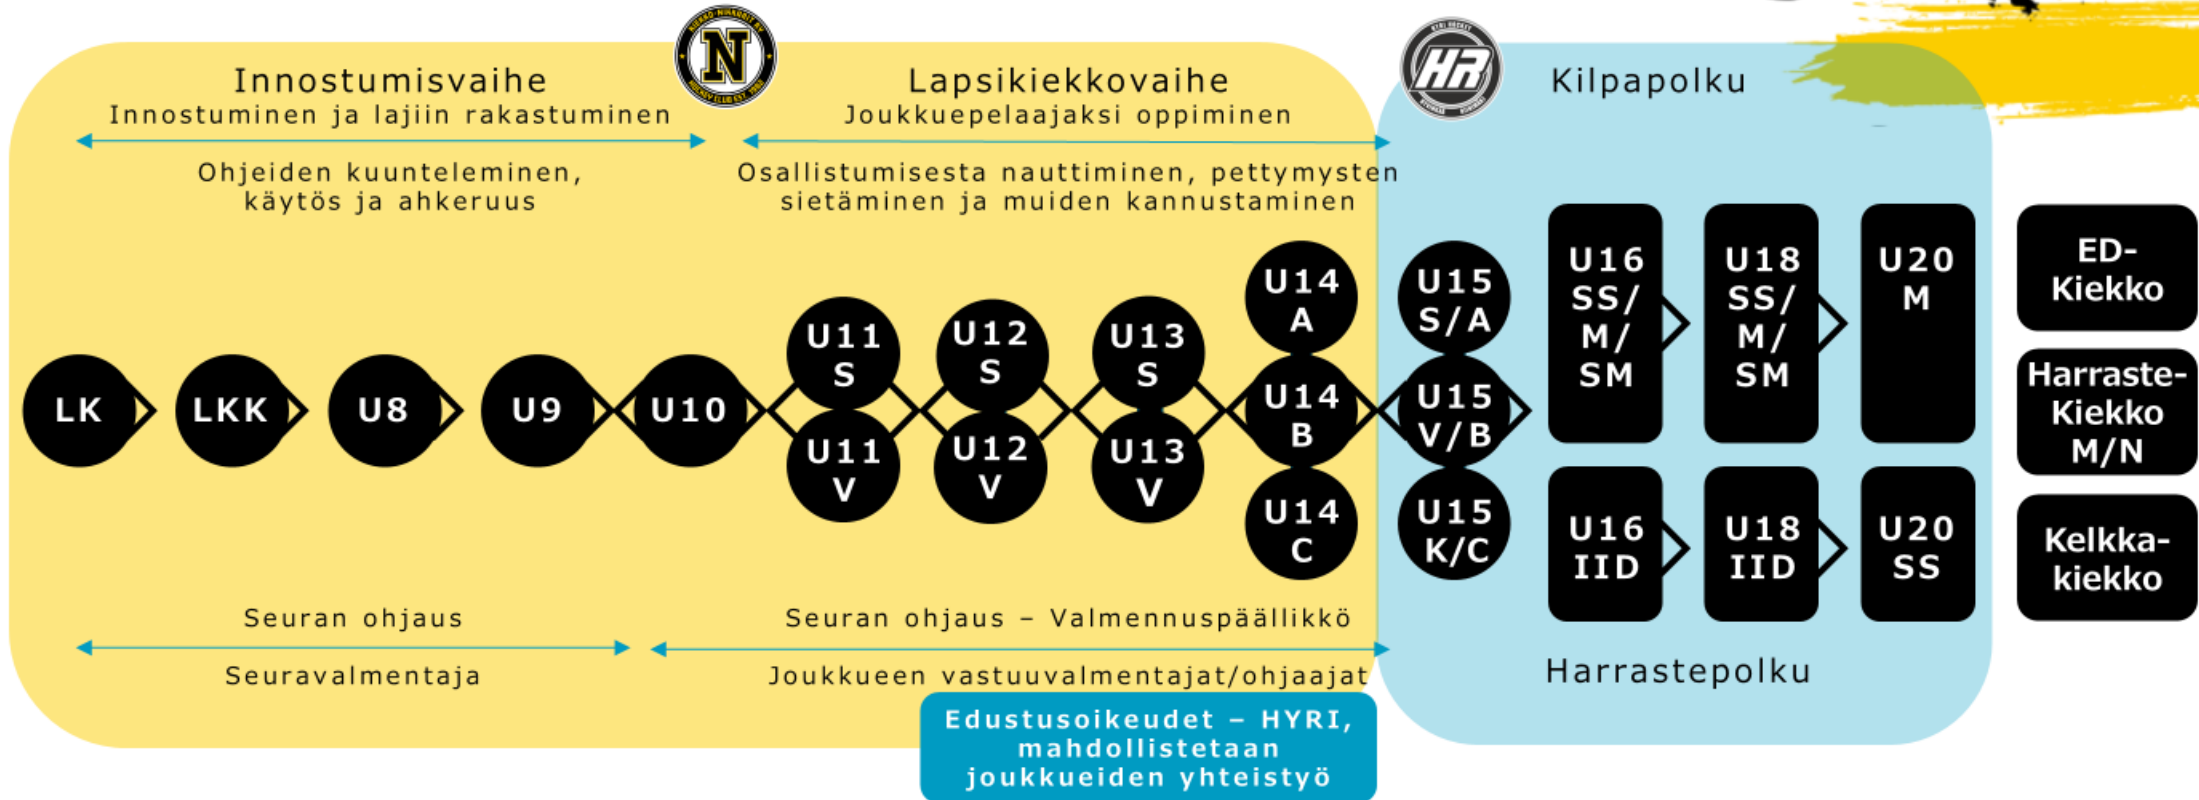 Innostumisvaihe
Innostuminen ja lajiin rakastuminen
Ohjeiden kuunteleminen,
käytös ja ahkeruus
N
Lapsikiekkovaihe
Joukkuepelaajaksi oppiminen
Osallistumisesta nauttiminen, pettymysten
sietäminen ja muiden kannustaminen
HR
Kilpapolku
LK
LKK
U8
U9
U10
U11
S
U11
V
U12
S
U12
V
U13
S
U13
V
U14
A
U14
B
U14
C
U15
S/A
U15
V/B
U15
K/C
U16
SS/
M/
SM
U18
SS/
M/
SM
U20
M
U16
IID
U18
IID
U20
SS
ED-
Kiekko
Harraste-
Kiekko
M/N
Kelkka-
kiekko
Seuran ohjaus
Seuravalmentaja
Seuran ohjaus – Valmennuspäällikkö
Joukkueen vastuuvalmentajat/ohjaajat
Harrastepolku
Edustusoikeudet – HYRI,
mahdollistetaan
joukkueiden yhteistyö